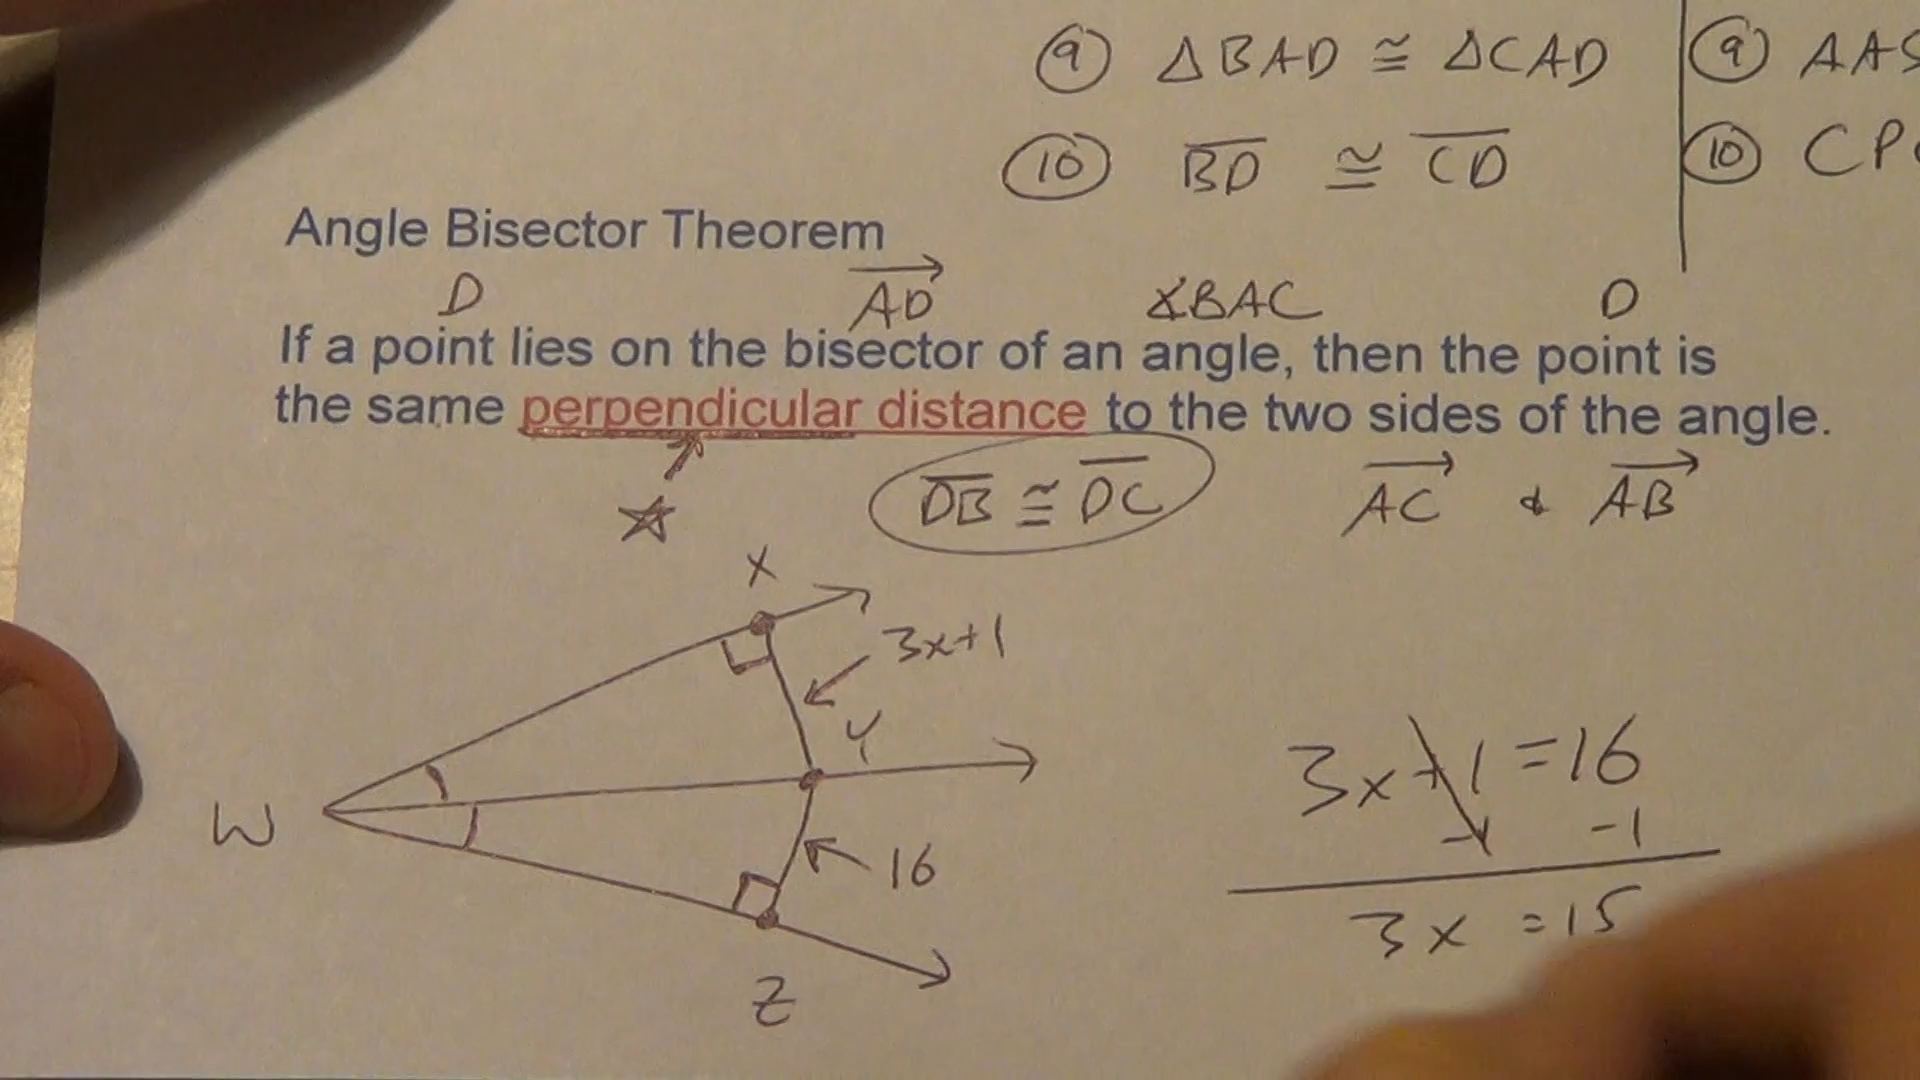 ⑨ △BAD ≅ △CAD ⑨ AAS
⑩ BD ≅ CD ⑩ CP
Angle Bisector Theorem
D AD ∡BAC D
If a point lies on the bisector of an angle, then the point is
the same perpendicular distance to the two sides of the angle.
DB ≅ DC AC & AB
X
3x+1
Y
W
16
Z
3x+1=16
-1 -1
3x =15